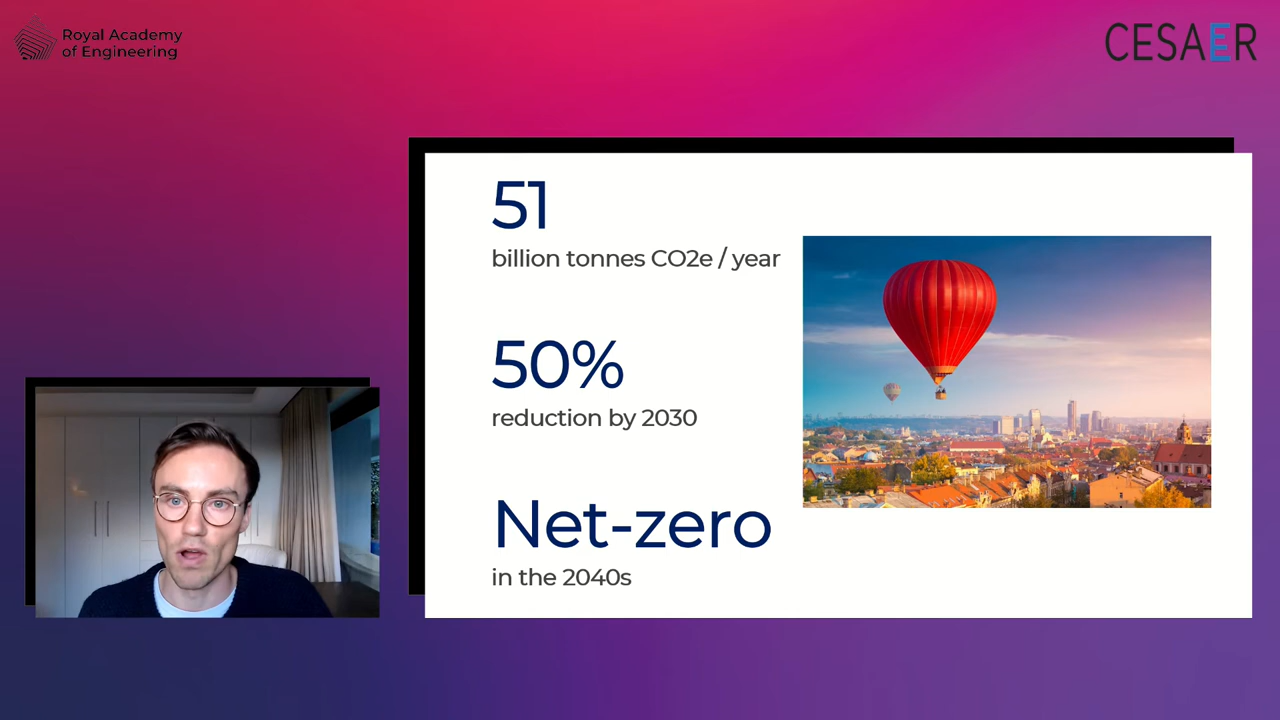 Royal Academy
of Engineering
CESAER
51
billion tonnes CO2e / year
50%
reduction by 2030
Net-zero
in the 2040s